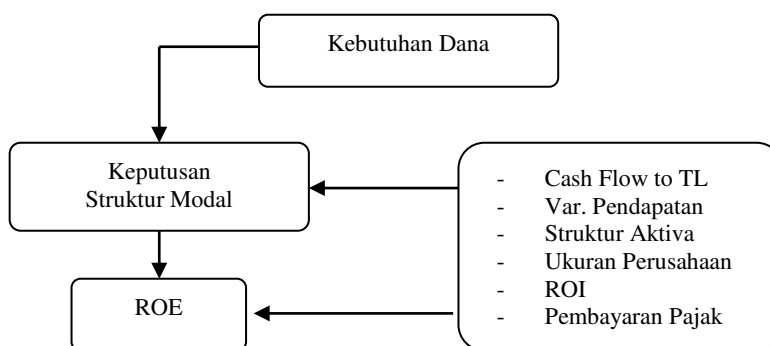 Kebutuhan Dana
Keputusan
Struktur Modal
- Cash Flow to TL
- Var. Pendapatan
- Struktur Aktiva
- Ukuran Perusahaan
- ROI
- Pembayaran Pajak
ROE